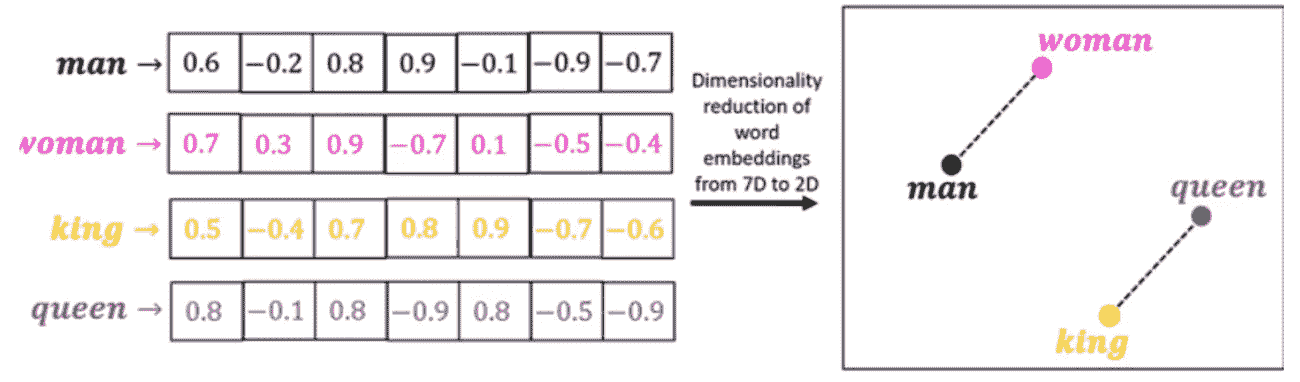 man → 0.6 −0.2 0.8 0.9 −0.1 −0.9 −0.7
woman → 0.7 0.3 0.9 −0.7 0.1 −0.5 −0.4
king → 0.5 −0.4 0.7 0.8 0.9 −0.7 −0.6
queen → 0.8 −0.1 0.8 −0.9 0.8 −0.5 −0.9
Dimensionality
reduction of
word
embeddings
from 7D to 2D
woman
man
queen
king